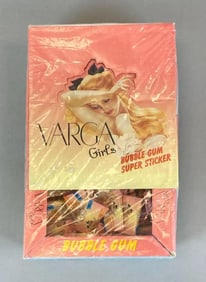 VARGA
Girls
BUBBLE GUM
SUPER STICKER
BUBBLE GUM